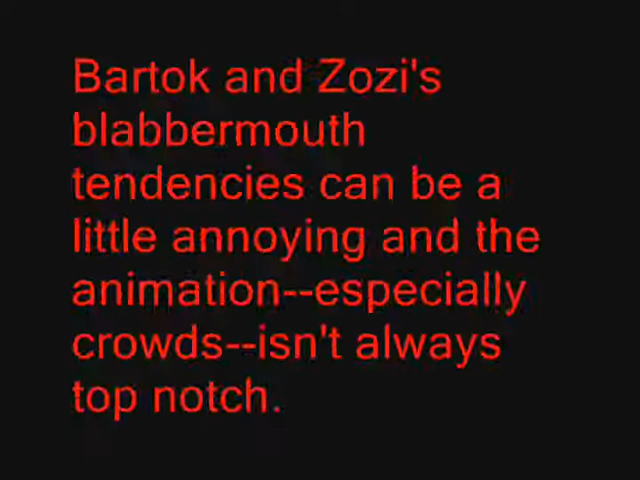 Bartok and Zozi's
blabbermouth
tendencies can be a
little annoying and the
animation--especially
crowds--isn't always
top notch.